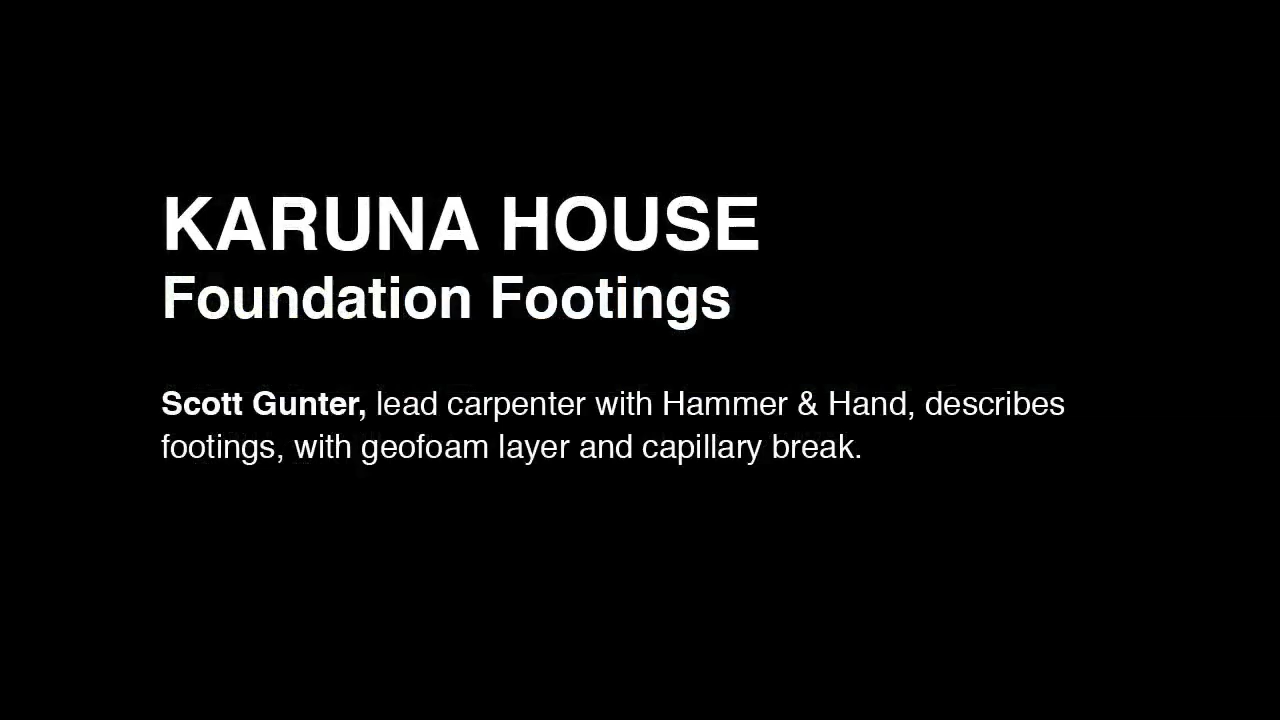 KARUNA HOUSE
Foundation Footings
Scott Gunter, lead carpenter with Hammer & Hand, describes
footings, with geofoam layer and capillary break.